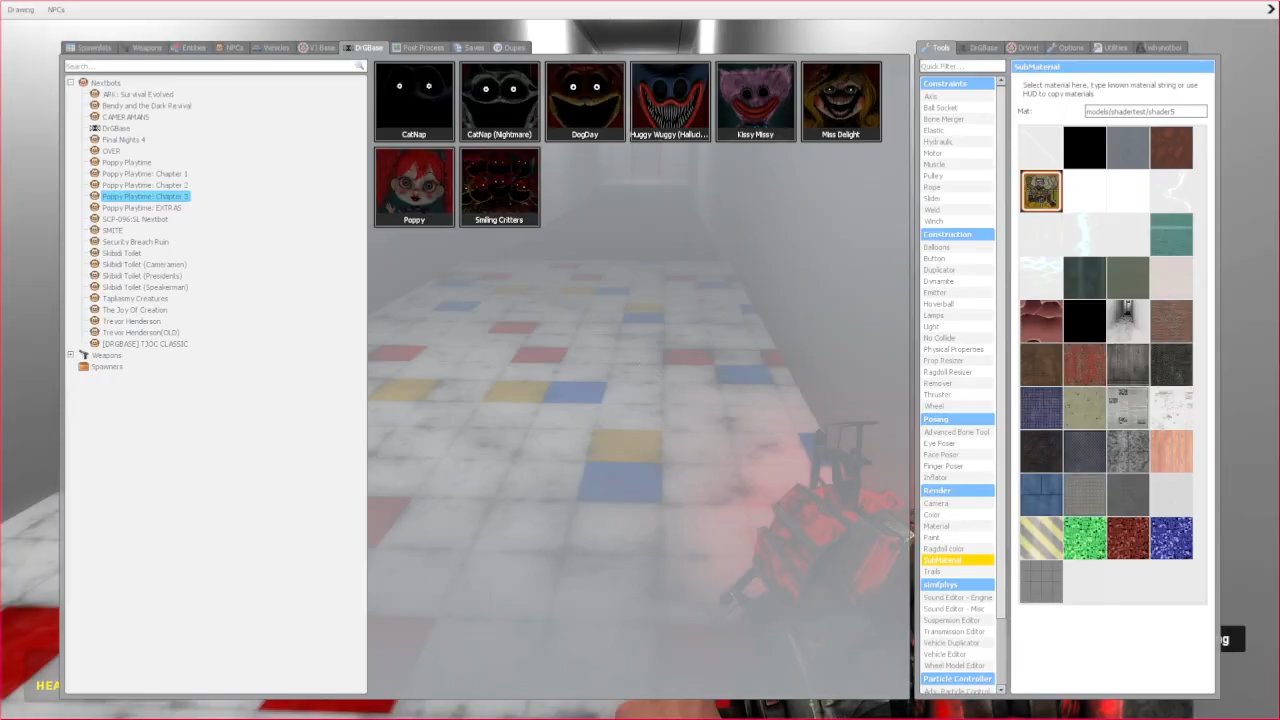 Drawing NPCs
Spawnlists Weapons Entities NPCs Vehicles VJ Base DrGBase Post Process Saves Dupes
Search...
Nextbots
ARK: Survival Evolved
Bendy and the Dark Revival
CAMERAMANS
DrGBase
Final Nights 4
OVER
Poppy Playtime
Poppy Playtime: Chapter 1
Poppy Playtime: Chapter 2
Poppy Playtime: Chapter 3
Poppy Playtime: EXTRAS
SCP-096:SL Nextbot
SMITE
Security Breach Ruin
Skibidi Toilet
Skibidi Toilet (Cameramen)
Skibidi Toilet (Presidents)
Skibidi Toilet (Speakerman)
Tapliasmy Creatures
The Joy Of Creation
Trevor Henderson
Trevor Henderson(OLD)
[DRGBASE] TJOC CLASSIC
Weapons
Spawners
CatNap
CatNap (Nightmare)
DogDay
Huggy Wuggy (Halluci...
Kissy Missy
Miss Delight
Poppy
Smiling Critters
Tools DrGBase Options Utilities whynotboi
Quick Filter...
Constraints
Axis
Ball Socket
Bone Merger
Elastic
Hydraulic
Motor
Muscle
Pulley
Rope
Slider
Weld
Winch
Construction
Balloons
Button
Duplicator
Dynamite
Emitter
Hoverball
Lamps
Light
No Collide
Physical Properties
Prop Resizer
Ragdoll Resizer
Remover
Thruster
Wheel
Posing
Advanced Bone Tool
Eye Poser
Face Poser
Finger Poser
Inflator
Render
Camera
Color
Material
Paint
Ragdoll color
SubMaterial
Trails
simfphys
Sound Editor - Engine
Sound Editor - Misc
Suspension Editor
Transmission Editor
Vehicle Duplicator
Vehicle Editor
Wheel Model Editor
Particle Controller
Adv. Particle Control
SubMaterial
Select material here, type known material string or use
HUD to copy materials
Mat: models/shadertest/shader5
HEA
ng